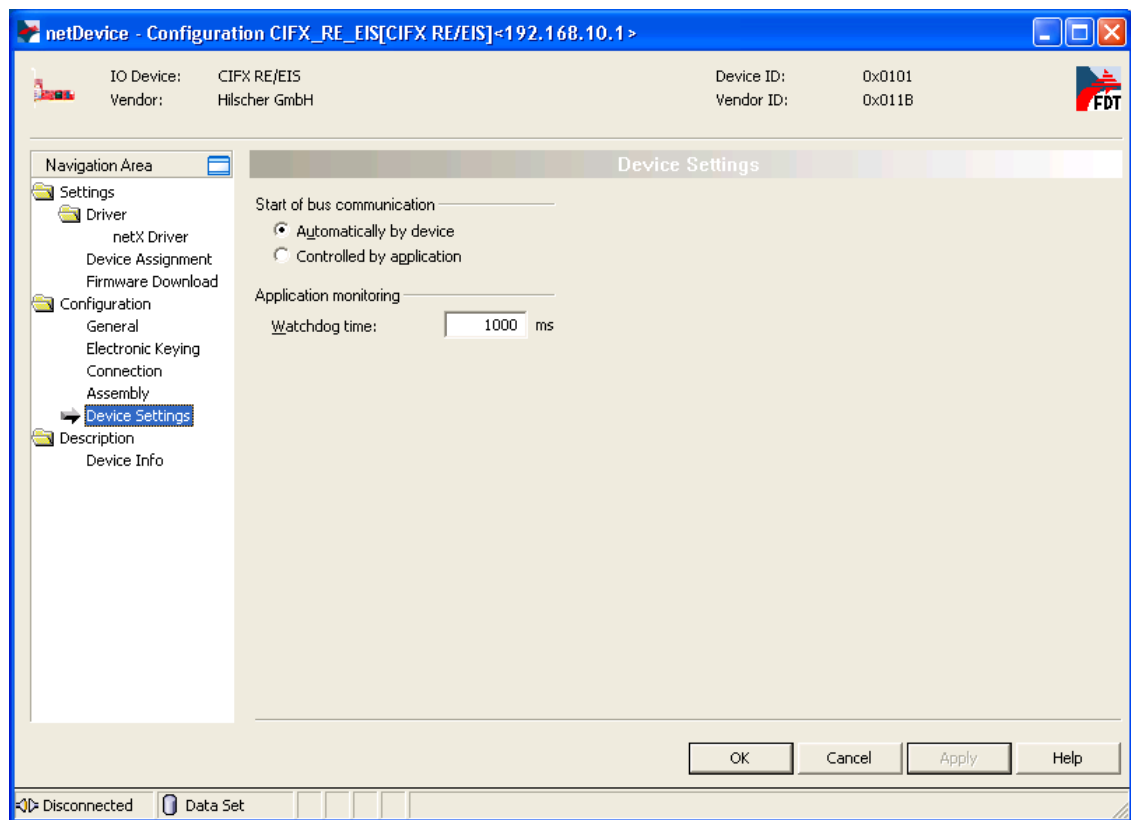 netDevice - Configuration CIFX_RE_EIS[CIFX RE/EIS]<192.168.10.1>
IO Device: CIFX RE/EIS Device ID: 0x0101
Vendor: Hilscher GmbH Vendor ID: 0x011B
FDT
Navigation Area
Settings
Driver
netX Driver
Device Assignment
Firmware Download
Configuration
General
Electronic Keying
Connection
Assembly
Device Settings
Description
Device Info
Device Settings
Start of bus communication
Automatically by device
Controlled by application
Application monitoring
Watchdog time: 1000 ms
OK Cancel Apply Help
Disconnected Data Set